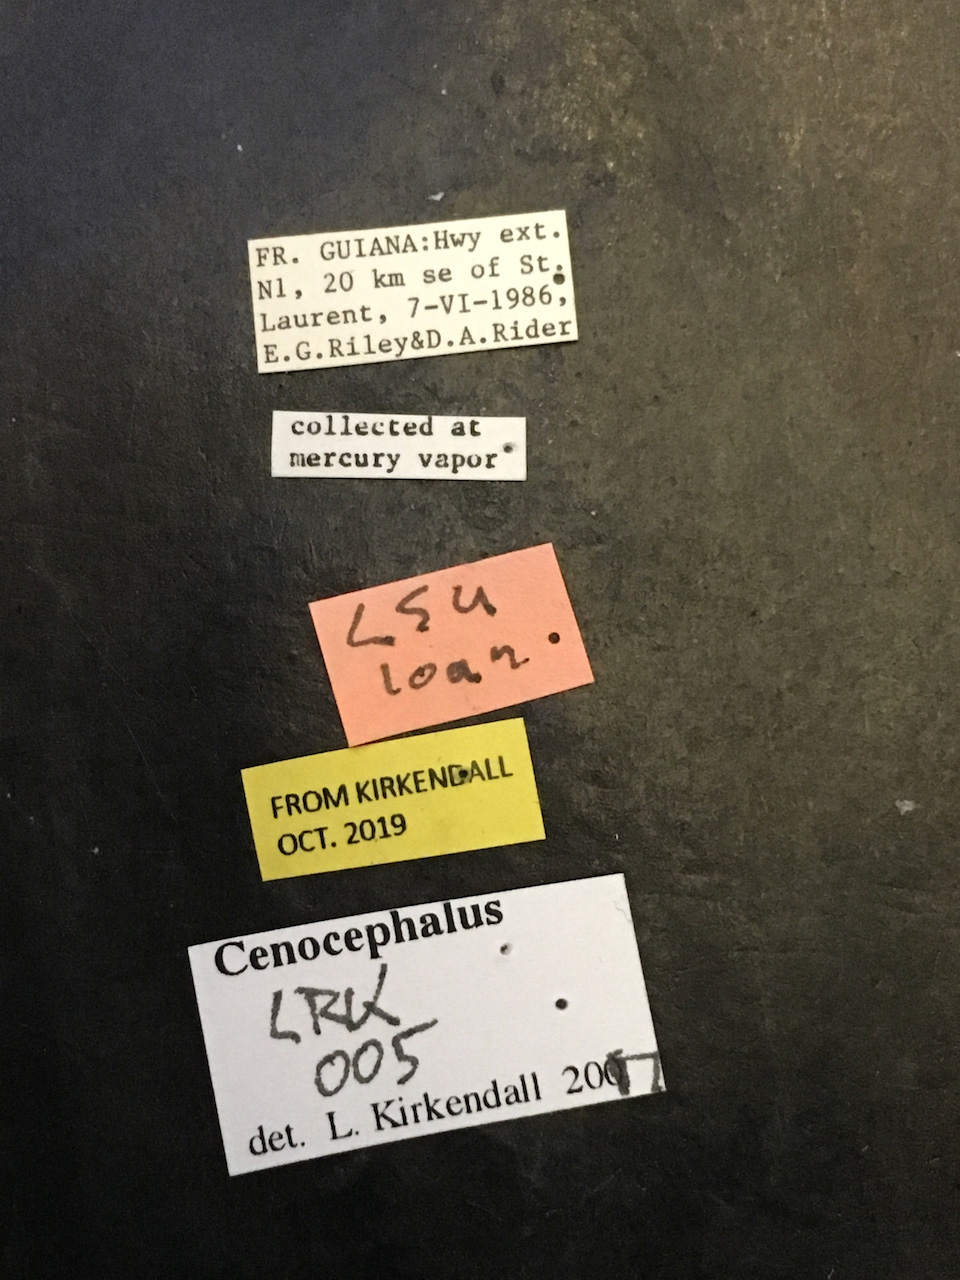 FR. GUIANA:Hwy ext.
N1, 20 km se of St.
Laurent, 7-VI-1986,
E.G.Riley&D.A.Rider
collected at
mercury vapor
LSU
loan
FROM KIRKENDALL
OCT. 2019
Cenocephalus
LRK
005
det. L. Kirkendall 2017